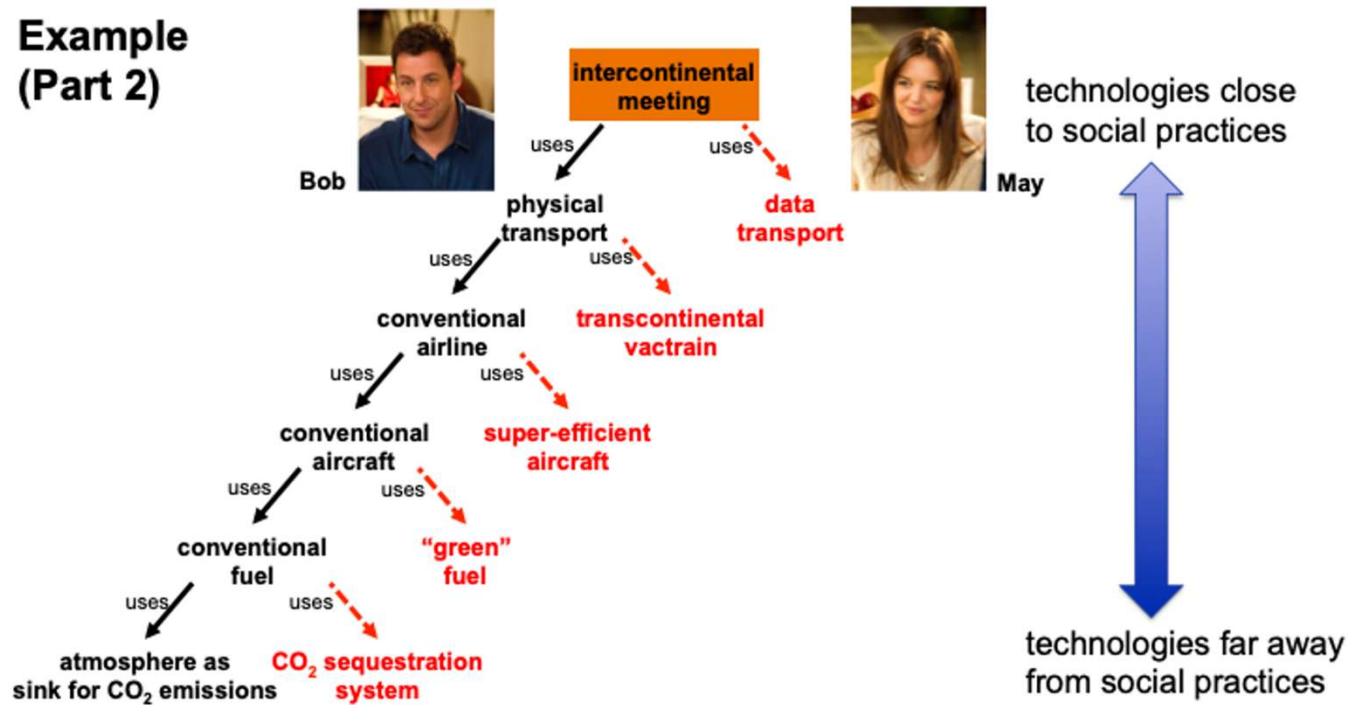 Example
(Part 2)
intercontinental
meeting
technologies close
to social practices
uses
uses
Bob
May
physical
transport
data
transport
uses
uses
conventional
airline
transcontinental
vactrain
uses
uses
conventional
aircraft
super-efficient
aircraft
uses
uses
conventional
fuel
“green”
fuel
uses
uses
atmosphere as
sink for CO₂ emissions
CO₂ sequestration
system
technologies far away
from social practices